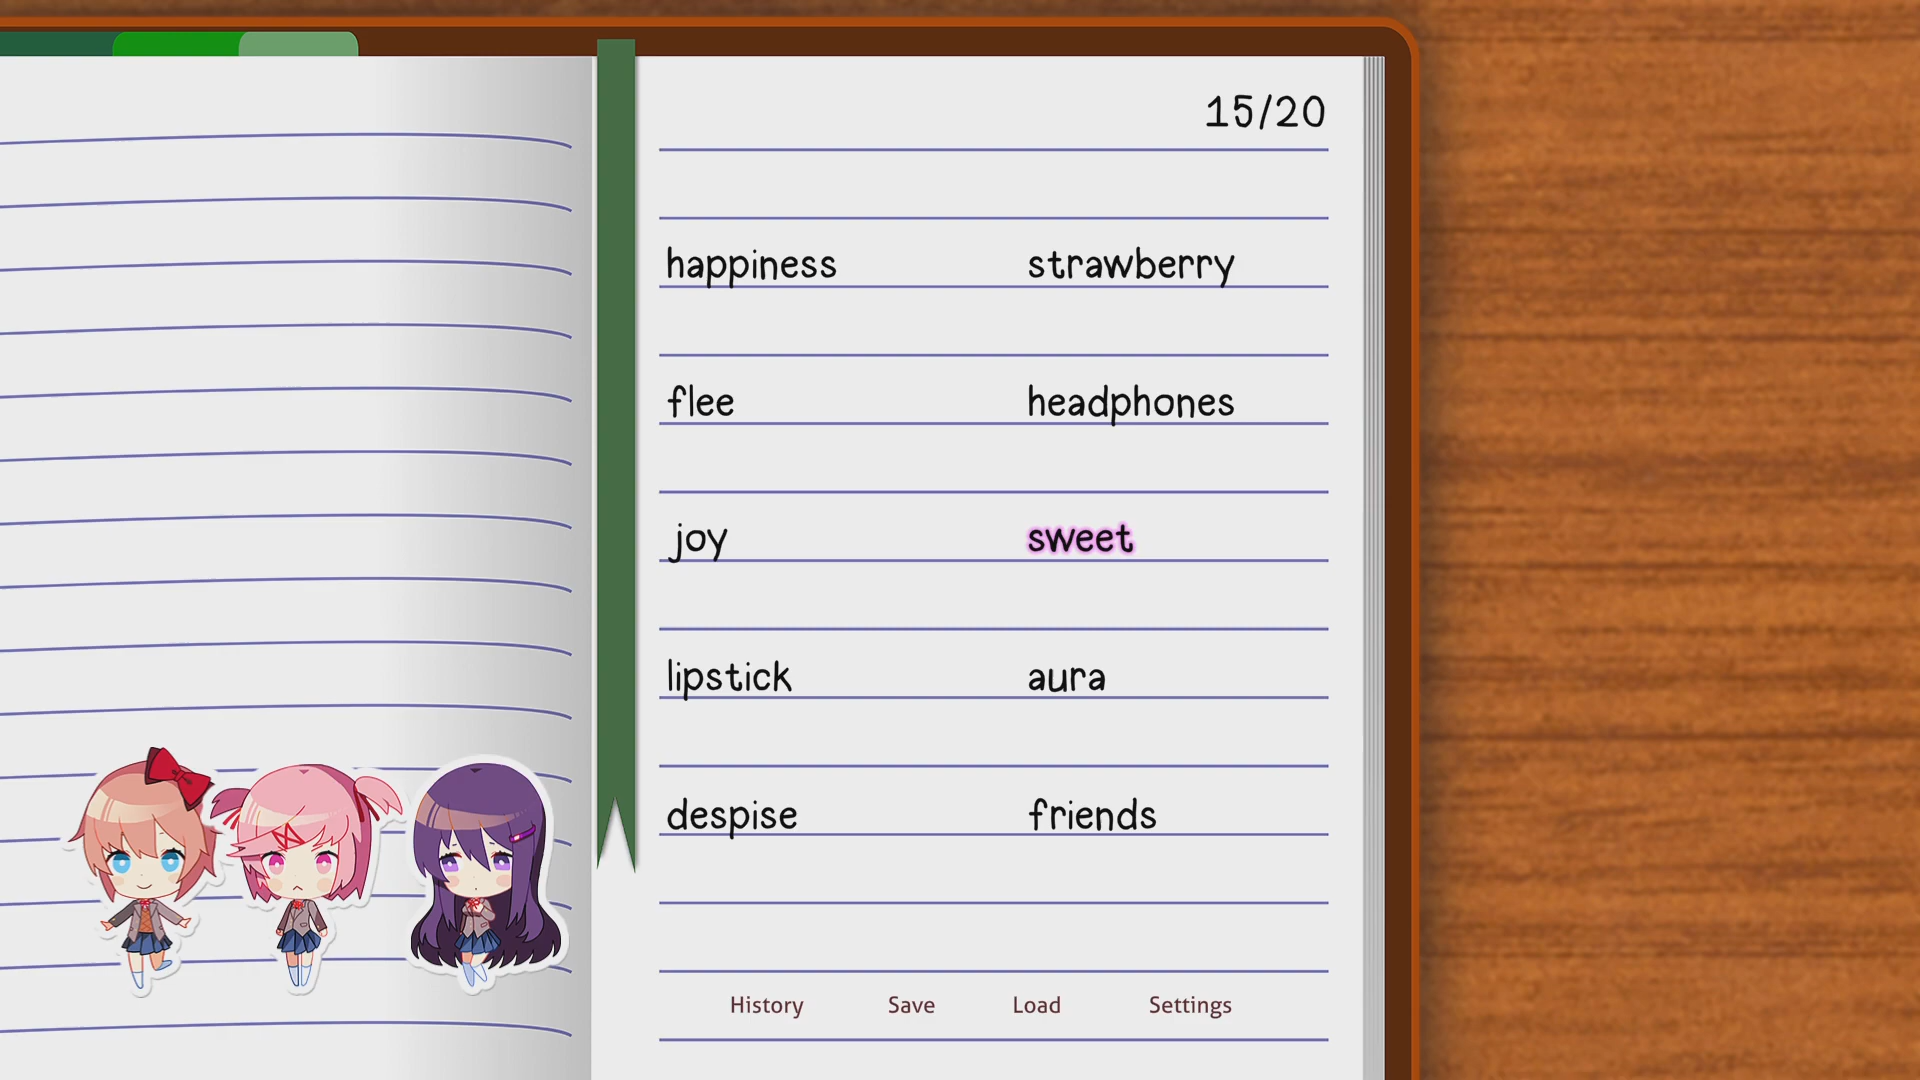 15/20
happiness strawberry
flee headphones
joy sweet
lipstick aura
despise friends
History Save Load Settings